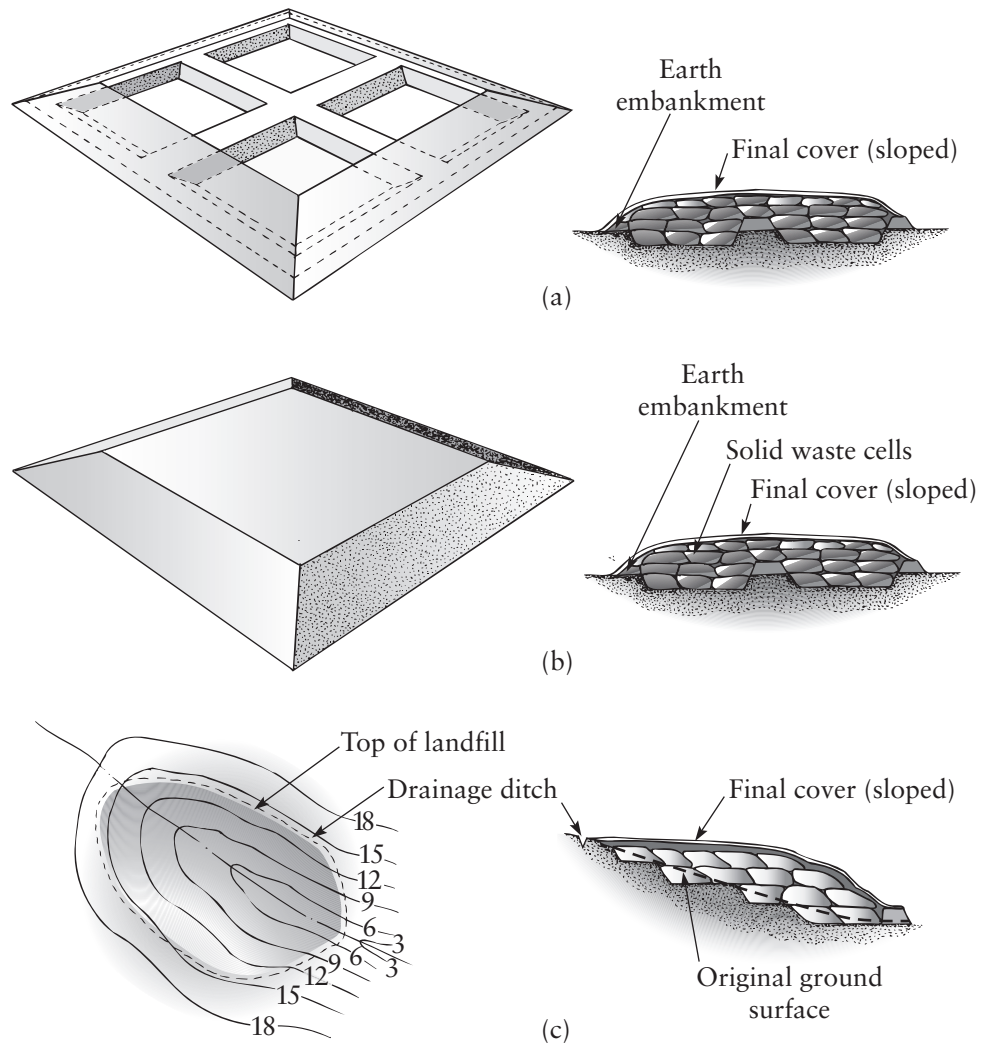 Earth
embankment
Final cover (sloped)
(a)
Earth
embankment
Solid waste cells
Final cover (sloped)
(b)
Top of landfill
Drainage ditch
Final cover (sloped)
18
15
12
9
6
3
3
6
9
12
15
18
Original ground
surface
(c)